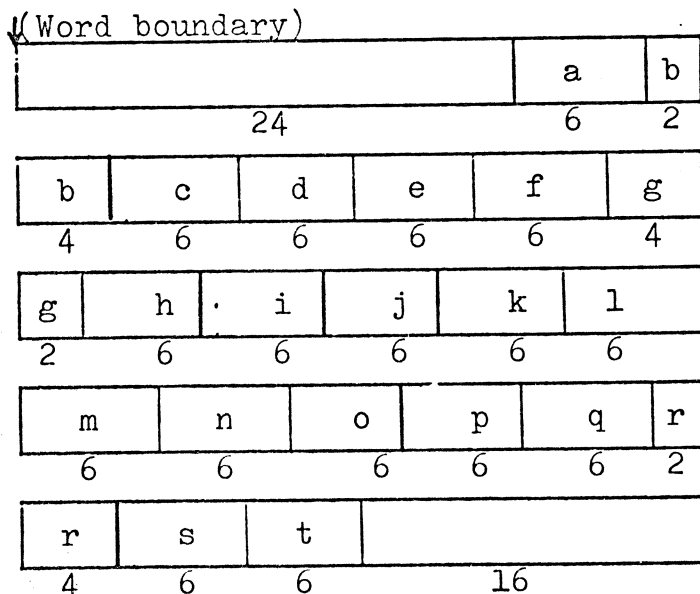 (Word boundary)
a b
24 6 2
b c d e f g
4 6 6 6 6 4
g h i j k l
2 6 6 6 6 6
m n o p q r
6 6 6 6 6 2
r s t
4 6 6 16